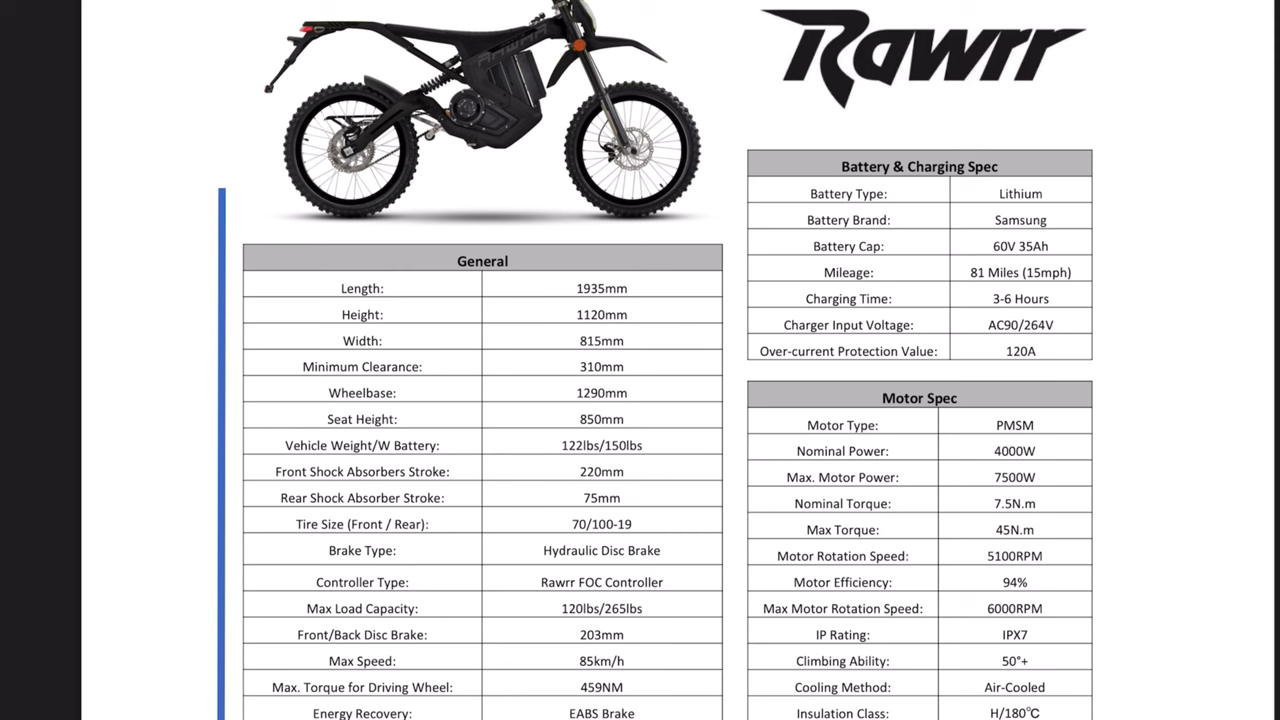 Rawrr
General
Length: 1935mm
Height: 1120mm
Width: 815mm
Minimum Clearance: 310mm
Wheelbase: 1290mm
Seat Height: 850mm
Vehicle Weight/W Battery: 122lbs/150lbs
Front Shock Absorbers Stroke: 220mm
Rear Shock Absorber Stroke: 75mm
Tire Size (Front / Rear): 70/100-19
Brake Type: Hydraulic Disc Brake
Controller Type: Rawrr FOC Controller
Max Load Capacity: 120lbs/265lbs
Front/Back Disc Brake: 203mm
Max Speed: 85km/h
Max. Torque for Driving Wheel: 459NM
Energy Recovery: EABS Brake
Battery & Charging Spec
Battery Type: Lithium
Battery Brand: Samsung
Battery Cap: 60V 35Ah
Mileage: 81 Miles (15mph)
Charging Time: 3-6 Hours
Charger Input Voltage: AC90/264V
Over-current Protection Value: 120A
Motor Spec
Motor Type: PMSM
Nominal Power: 4000W
Max. Motor Power: 7500W
Nominal Torque: 7.5N.m
Max Torque: 45N.m
Motor Rotation Speed: 5100RPM
Motor Efficiency: 94%
Max Motor Rotation Speed: 6000RPM
IP Rating: IPX7
Climbing Ability: 50°+
Cooling Method: Air-Cooled
Insulation Class: H/180℃